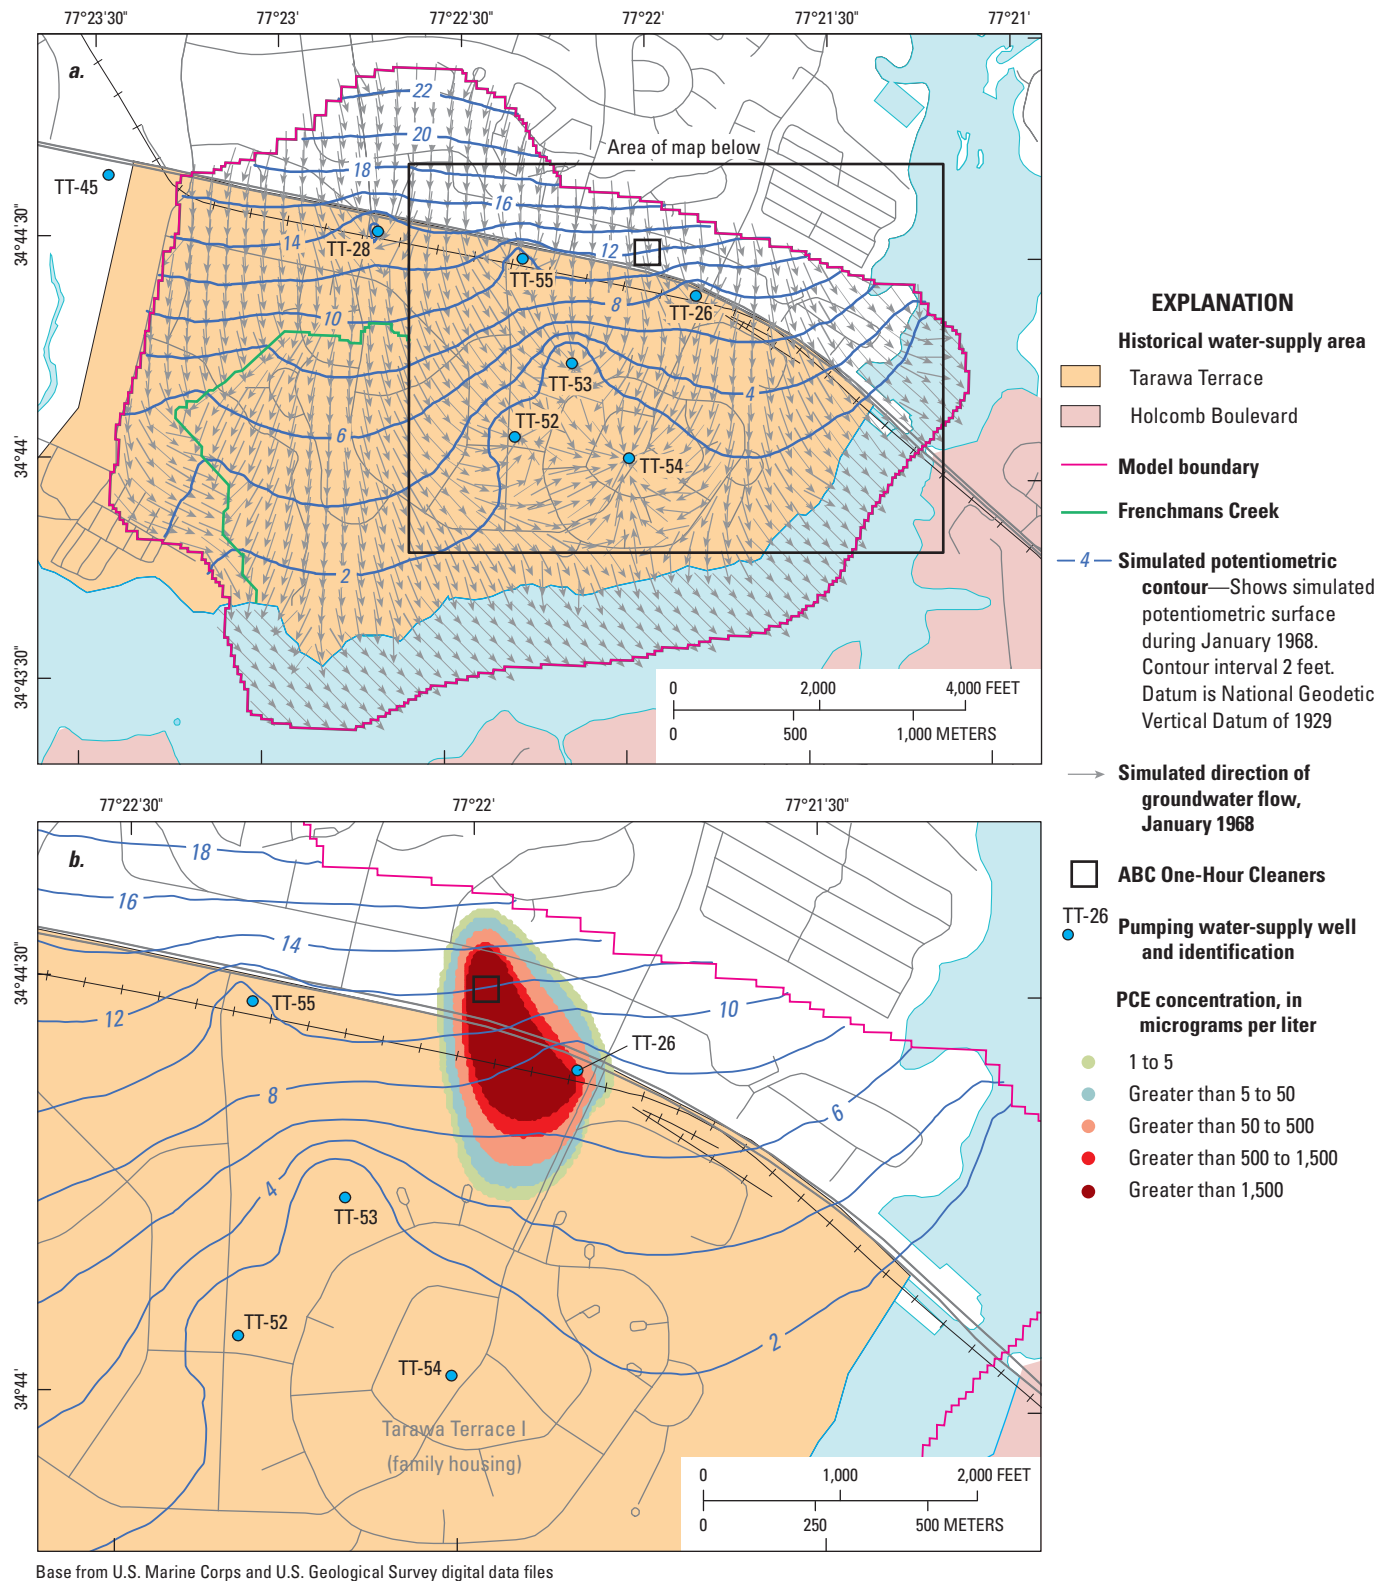 77°23'30"
77°23'
77°22'30"
77°22'
77°21'30"
77°21'
a.
22
20
Area of map below
18
TT-45
16
34°44'30"
14
TT-28
12
TT-55
8
TT-26
10
TT-53
4
6
TT-52
34°44'
TT-54
2
34°43'30"
0 2,000 4,000 FEET
0 500 1,000 METERS
EXPLANATION
Historical water-supply area
Tarawa Terrace
Holcomb Boulevard
Model boundary
Frenchmans Creek
4
Simulated potentiometric
contour—Shows simulated
potentiometric surface
during January 1968.
Contour interval 2 feet.
Datum is National Geodetic
Vertical Datum of 1929
Simulated direction of
groundwater flow,
January 1968
ABC One-Hour Cleaners
TT-26
Pumping water-supply well
and identification
PCE concentration, in
micrograms per liter
1 to 5
Greater than 5 to 50
Greater than 50 to 500
Greater than 500 to 1,500
Greater than 1,500
77°22'30"
77°22'
77°21'30"
b.
18
16
14
34°44'30"
TT-55
10
12
TT-26
8
6
4
TT-53
TT-52
2
TT-54
34°44'
Tarawa Terrace I
(family housing)
0 1,000 2,000 FEET
0 250 500 METERS
Base from U.S. Marine Corps and U.S. Geological Survey digital data files